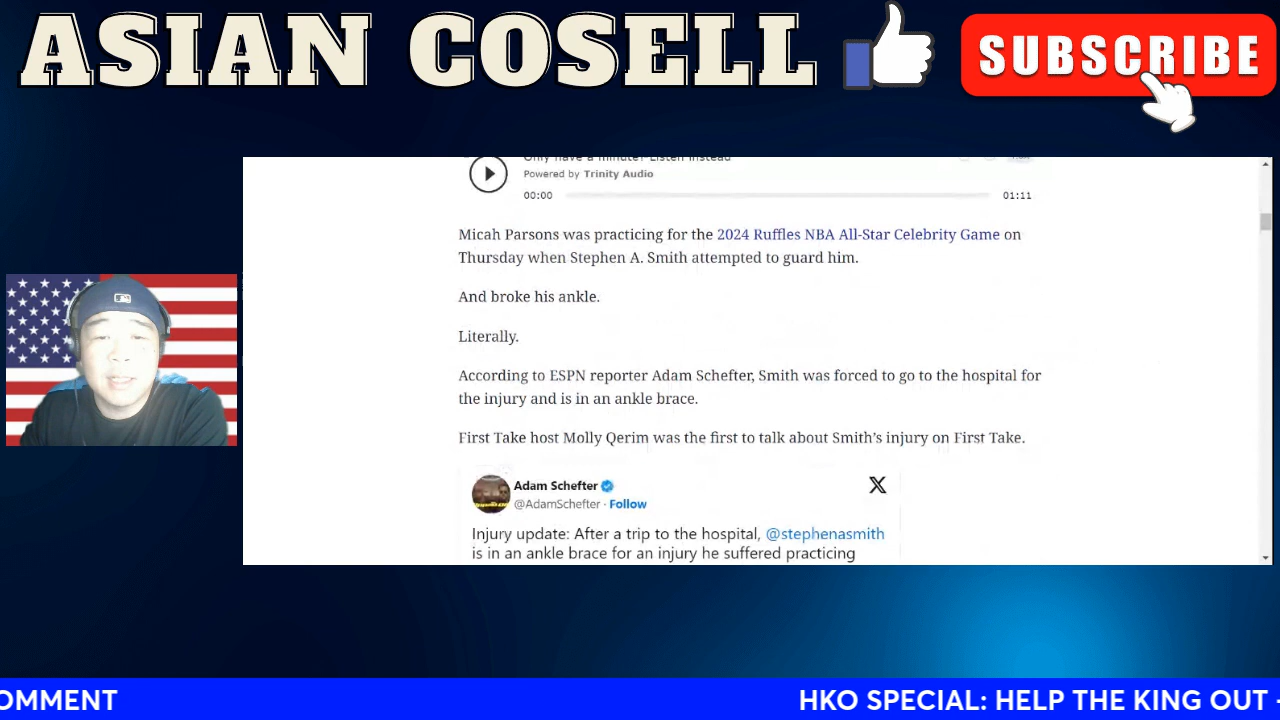 ASIAN COSELL
SUBSCRIBE
Only have a minute? Listen instead
Powered by Trinity Audio
00:00
01:11
Micah Parsons was practicing for the 2024 Ruffles NBA All-Star Celebrity Game on
Thursday when Stephen A. Smith attempted to guard him.
And broke his ankle.
Literally.
According to ESPN reporter Adam Schefter, Smith was forced to go to the hospital for
the injury and is in an ankle brace.
First Take host Molly Qerim was the first to talk about Smith's injury on First Take.
Adam Schefter
@AdamSchefter · Follow
X
Injury update: After a trip to the hospital, @stephenasmith
is in an ankle brace for an injury he suffered practicing
OMMENT
HKO SPECIAL: HELP THE KING OUT -